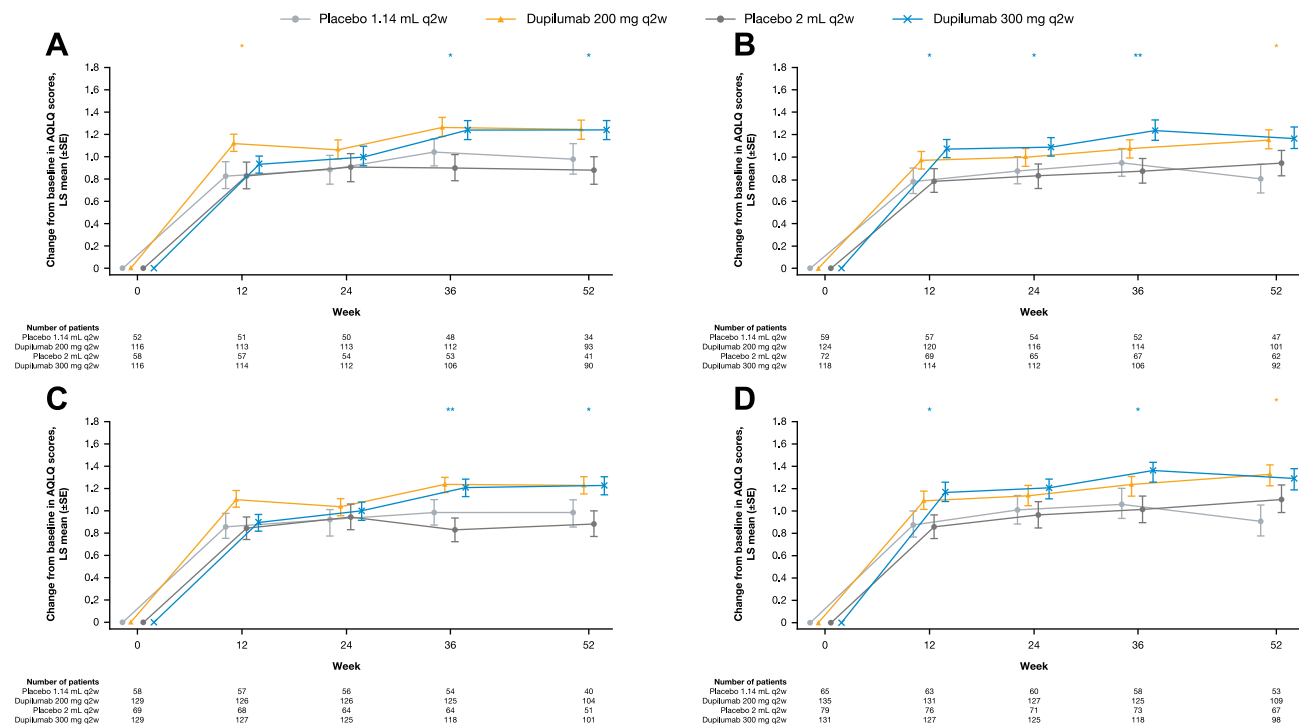 Placebo 1.14 mL q2w Dupilumab 200 mg q2w Placebo 2 mL q2w Dupilumab 300 mg q2w
A
* * *
Change from baseline in AQLQ scores,
LS mean (±SE)
1.8
1.6
1.4
1.2
1.0
0.8
0.6
0.4
0.2
0
0 12 24 36 52
Week
Number of patients
Placebo 1.14 mL q2w 52 51 50 48 34
Dupilumab 200 mg q2w 116 113 113 112 93
Placebo 2 mL q2w 58 57 54 53 41
Dupilumab 300 mg q2w 116 114 112 106 90
B
* * ** *
Change from baseline in AQLQ scores,
LS mean (±SE)
1.8
1.6
1.4
1.2
1.0
0.8
0.6
0.4
0.2
0
0 12 24 36 52
Week
Number of patients
Placebo 1.14 mL q2w 59 57 54 52 47
Dupilumab 200 mg q2w 124 120 116 114 101
Placebo 2 mL q2w 72 69 65 67 62
Dupilumab 300 mg q2w 118 114 112 106 92
C
** *
Change from baseline in AQLQ scores,
LS mean (±SE)
1.8
1.6
1.4
1.2
1.0
0.8
0.6
0.4
0.2
0
0 12 24 36 52
Week
Number of patients
Placebo 1.14 mL q2w 58 57 56 54 40
Dupilumab 200 mg q2w 129 126 126 125 104
Placebo 2 mL q2w 69 68 64 64 51
Dupilumab 300 mg q2w 129 127 125 118 101
D
* * *
Change from baseline in AQLQ scores,
LS mean (±SE)
1.8
1.6
1.4
1.2
1.0
0.8
0.6
0.4
0.2
0
0 12 24 36 52
Week
Number of patients
Placebo 1.14 mL q2w 65 63 60 58 53
Dupilumab 200 mg q2w 135 131 127 125 109
Placebo 2 mL q2w 79 76 71 73 67
Dupilumab 300 mg q2w 131 127 125 118 98